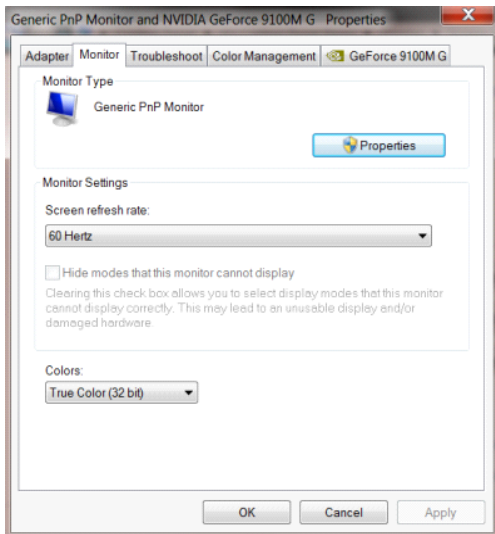 Generic PnP Monitor and NVIDIA GeForce 9100M G Properties
Adapter Monitor Troubleshoot Color Management GeForce 9100M G
Monitor Type
Generic PnP Monitor
Properties
Monitor Settings
Screen refresh rate:
60 Hertz
Hide modes that this monitor cannot display
Clearing this check box allows you to select display modes that this monitor
cannot display correctly. This may lead to an unusable display and/or
damaged hardware.
Colors:
True Color (32 bit)
OK Cancel Apply